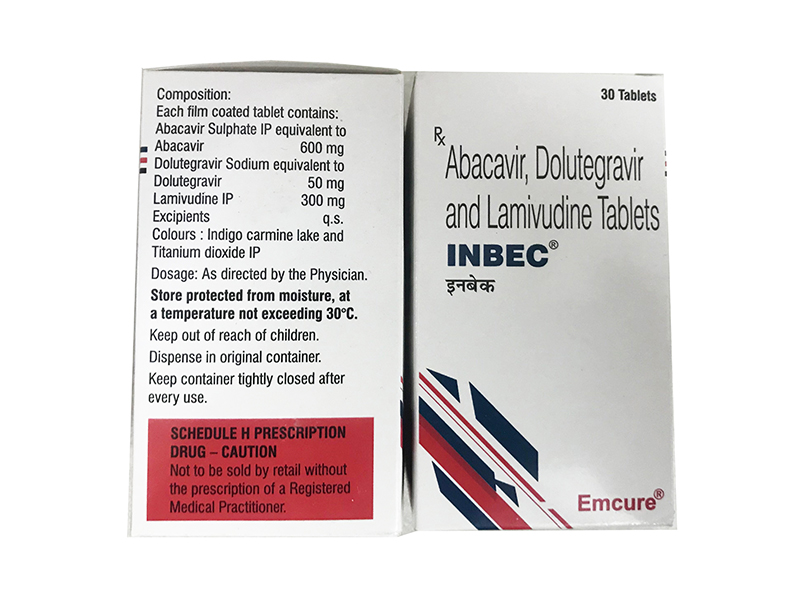 Composition:
Each film coated tablet contains:
Abacavir Sulphate IP equivalent to
Abacavir 600 mg
Dolutegravir Sodium equivalent to
Dolutegravir 50 mg
Lamivudine IP 300 mg
Excipients q.s.
Colours : Indigo carmine lake and
Titanium dioxide IP
Dosage: As directed by the Physician.
Store protected from moisture, at
a temperature not exceeding 30°C.
Keep out of reach of children.
Dispense in original container.
Keep container tightly closed after
every use.
SCHEDULE H PRESCRIPTION
DRUG – CAUTION
Not to be sold by retail without
the prescription of a Registered
Medical Practitioner.
30 Tablets
Rx
Abacavir, Dolutegravir
and Lamivudine Tablets
INBEC®
इनबेक
Emcure®